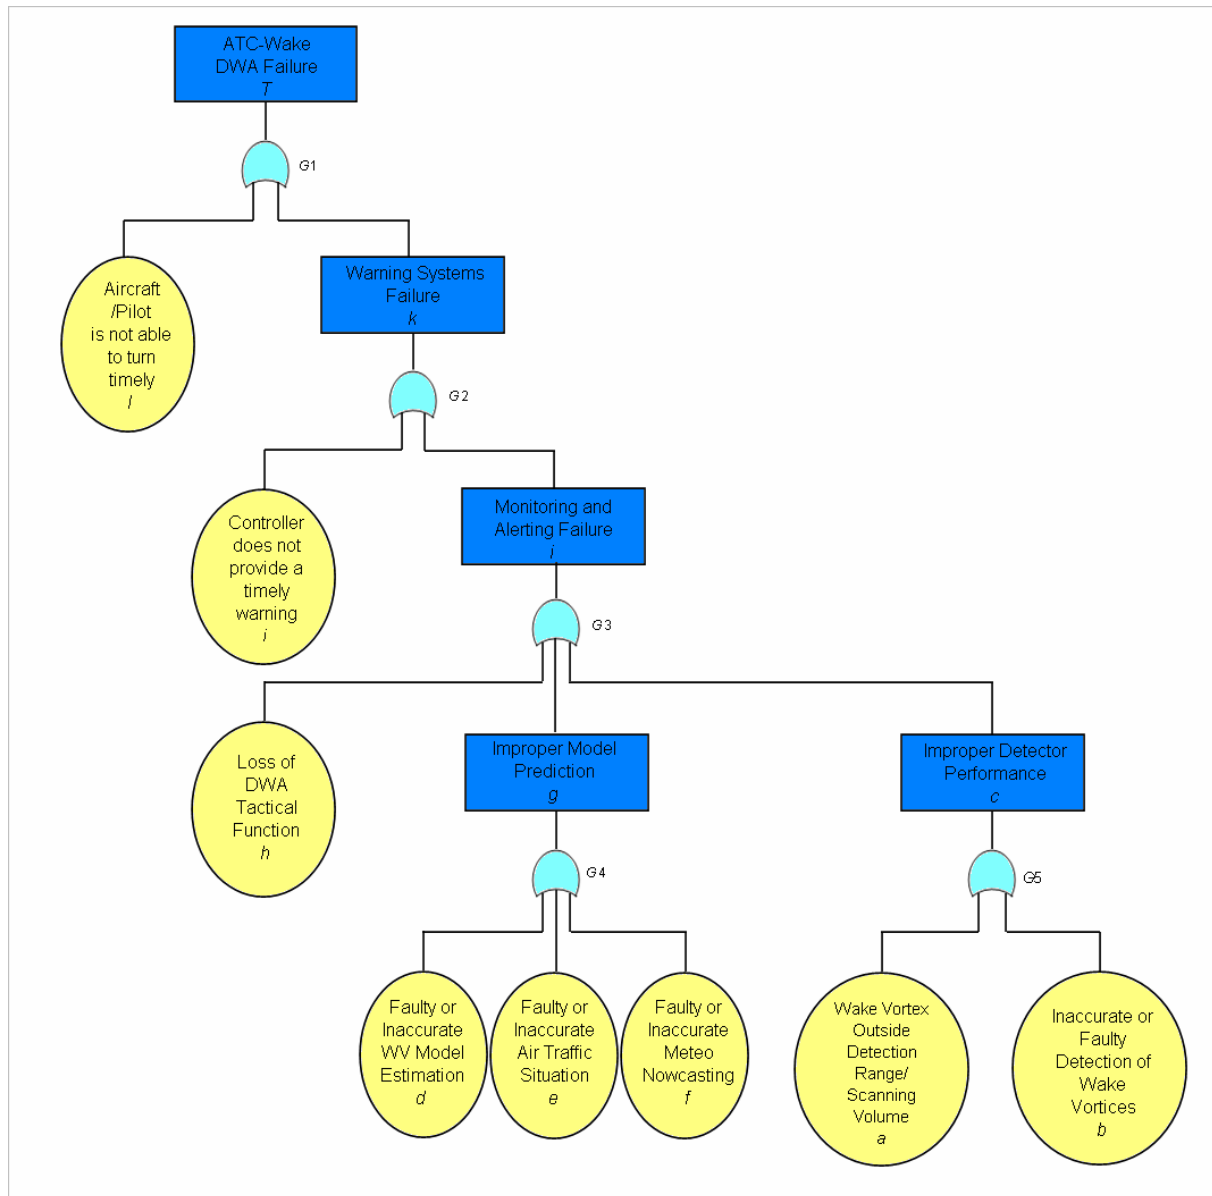 ATC-Wake
DWA Failure
T
G1
Aircraft
/Pilot
is not able
to turn
timely
l
Warning Systems
Failure
k
G2
Controller
does not
provide a
timely
warning
i
Monitoring and
Alerting Failure
i
G3
Loss of
DWA
Tactical
Function
h
Improper Model
Prediction
g
Improper Detector
Performance
c
G4
G5
Faulty or
Inaccurate
WV Model
Estimation
d
Faulty or
Inaccurate
Air Traffic
Situation
e
Faulty or
Inaccurate
Meteo
Nowcasting
f
Wake Vortex
Outside
Detection
Range/
Scanning
Volume
a
Inaccurate or
Faulty
Detection of
Wake
Vortices
b